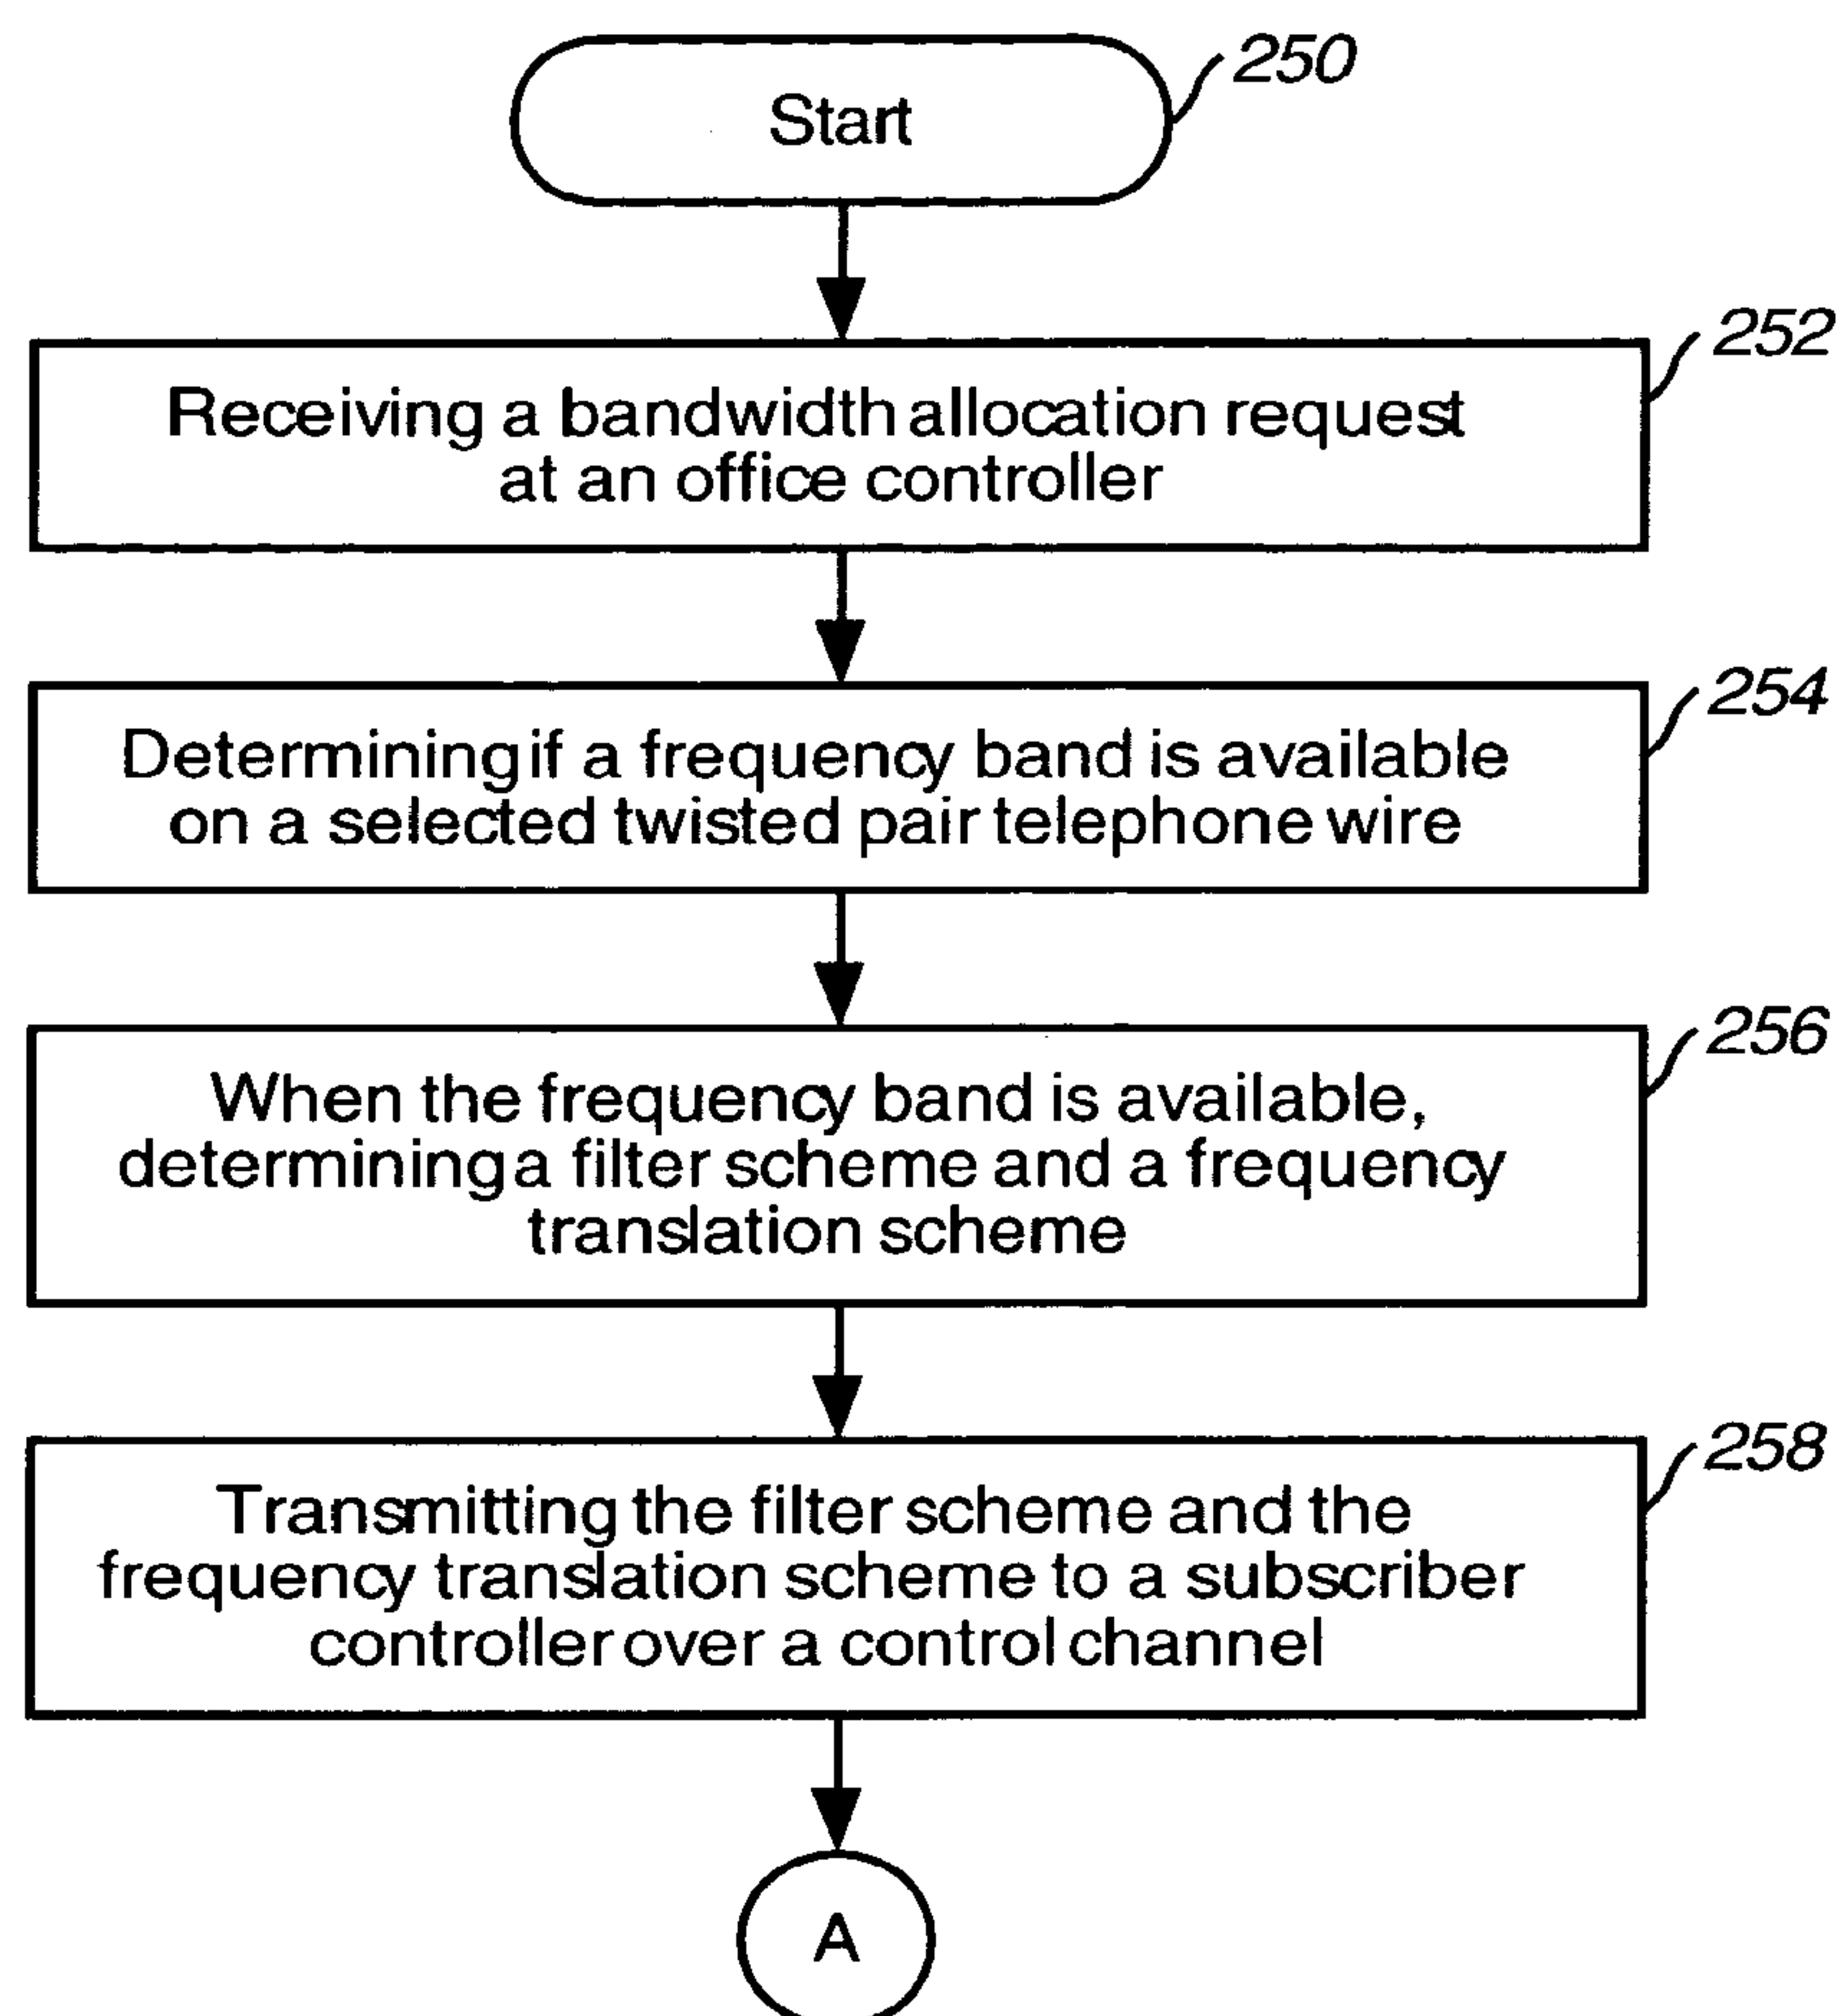 Start
250
252
Receiving a bandwidth allocation request
at an office controller
254
Determining if a frequency band is available
on a selected twisted pair telephone wire
256
When the frequency band is available,
determining a filter scheme and a frequency
translation scheme
258
Transmitting the filter scheme and the
frequency translation scheme to a subscriber
controller over a control channel
A